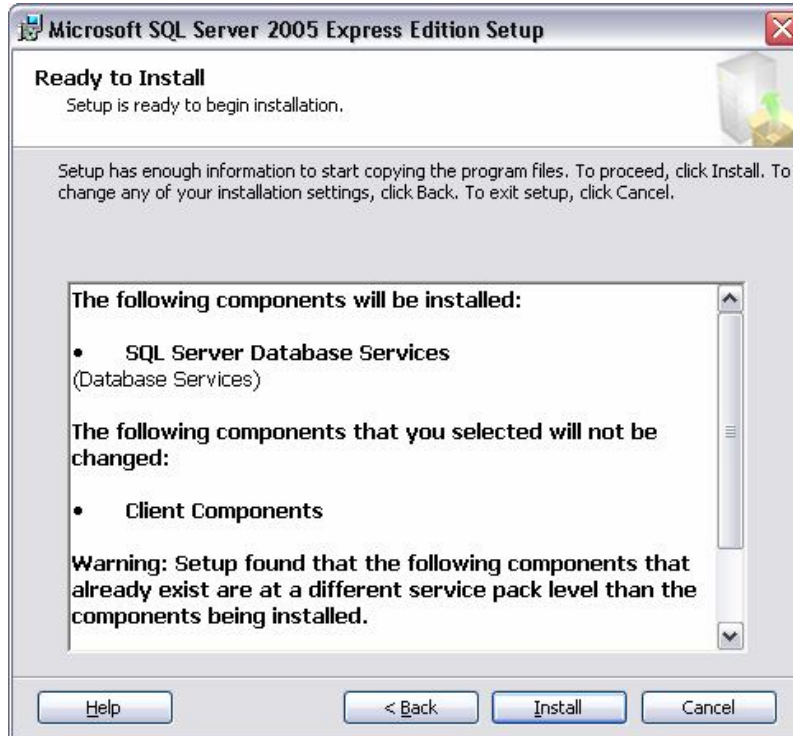 Microsoft SQL Server 2005 Express Edition Setup
Ready to Install
Setup is ready to begin installation.
Setup has enough information to start copying the program files. To proceed, click Install. To
change any of your installation settings, click Back. To exit setup, click Cancel.
The following components will be installed:
• SQL Server Database Services
(Database Services)
The following components that you selected will not be
changed:
• Client Components
Warning: Setup found that the following components that
already exist are at a different service pack level than the
components being installed.
Help
< Back
Install
Cancel